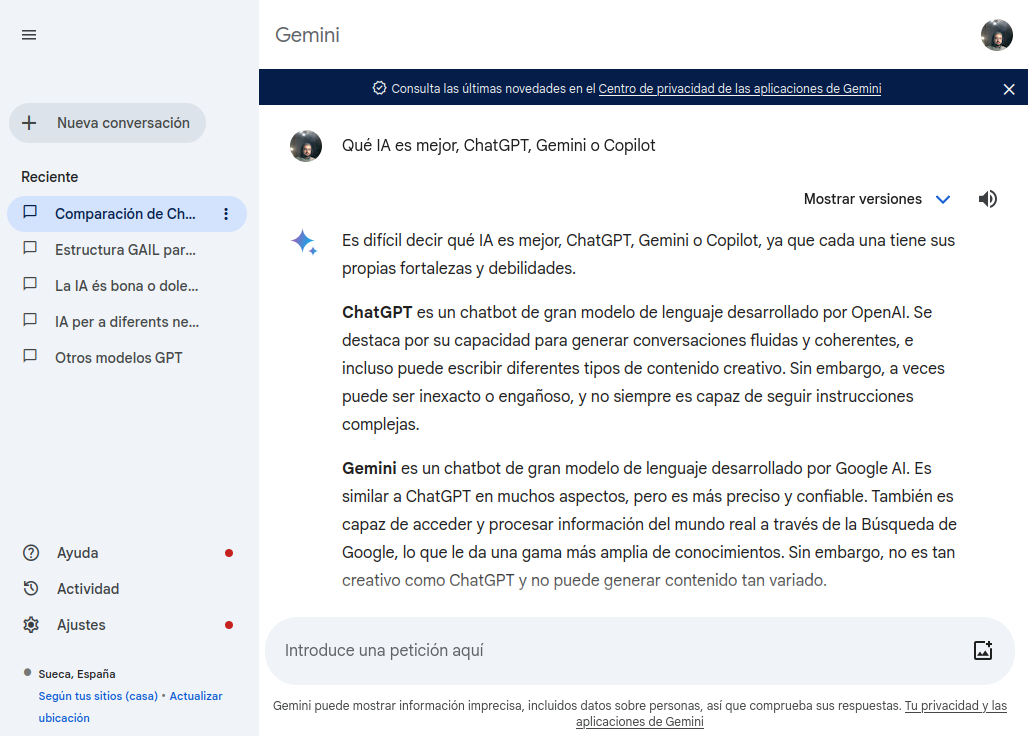 Gemini
Consulta las últimas novedades en el Centro de privacidad de las aplicaciones de Gemini
Nueva conversación
Reciente
Comparación de Ch...
Estructura GAIL par...
La IA és bona o dole...
IA per a diferents ne...
Otros modelos GPT
Ayuda
Actividad
Ajustes
Sueca, España
Según tus sitios (casa) • Actualizar
ubicación
Qué IA es mejor, ChatGPT, Gemini o Copilot
Mostrar versiones
Es difícil decir qué IA es mejor, ChatGPT, Gemini o Copilot, ya que cada una tiene sus
propias fortalezas y debilidades.
ChatGPT es un chatbot de gran modelo de lenguaje desarrollado por OpenAI. Se
destaca por su capacidad para generar conversaciones fluidas y coherentes, e
incluso puede escribir diferentes tipos de contenido creativo. Sin embargo, a veces
puede ser inexacto o engañoso, y no siempre es capaz de seguir instrucciones
complejas.
Gemini es un chatbot de gran modelo de lenguaje desarrollado por Google AI. Es
similar a ChatGPT en muchos aspectos, pero es más preciso y confiable. También es
capaz de acceder y procesar información del mundo real a través de la Búsqueda de
Google, lo que le da una gama más amplia de conocimientos. Sin embargo, no es tan
creativo como ChatGPT y no puede generar contenido tan variado.
Introduce una petición aquí
Gemini puede mostrar información imprecisa, incluidos datos sobre personas, así que comprueba sus respuestas. Tu privacidad y las
aplicaciones de Gemini